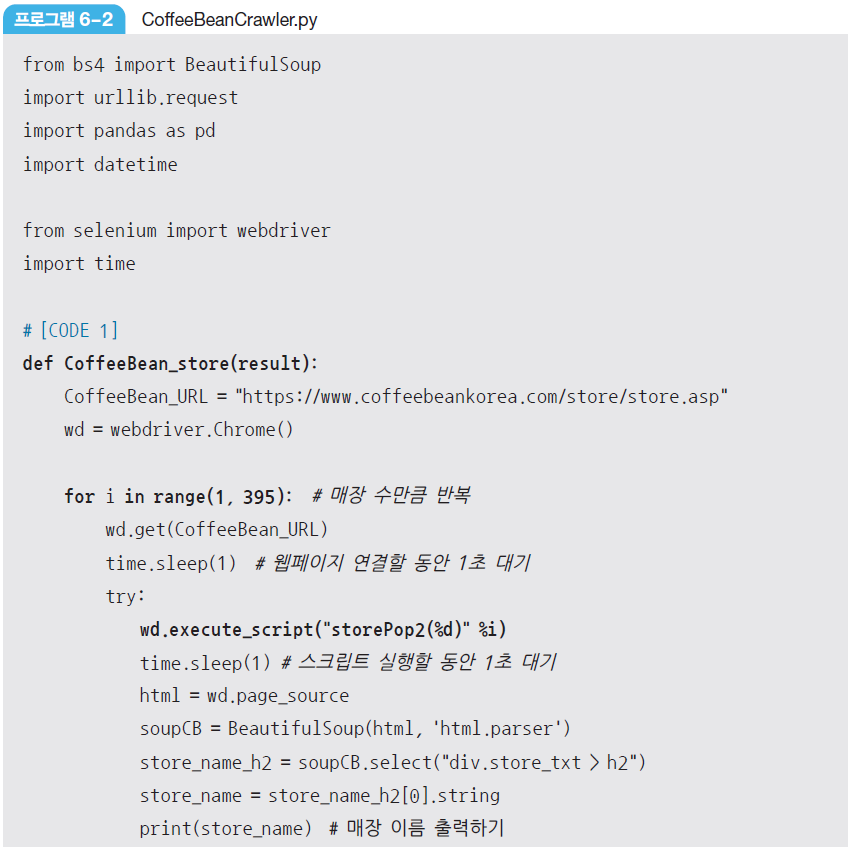 프로그램 6-2 CoffeeBeanCrawler.py
from bs4 import BeautifulSoup
import urllib.request
import pandas as pd
import datetime
from selenium import webdriver
import time
# [CODE 1]
def CoffeeBean_store(result):
    CoffeeBean_URL = "https://www.coffeebeankorea.com/store/store.asp"
    wd = webdriver.Chrome()
    for i in range(1, 395):  # 매장 수만큼 반복
        wd.get(CoffeeBean_URL)
        time.sleep(1)  # 웹페이지 연결할 동안 1초 대기
        try:
            wd.execute_script("storePop2(%d)" %i)
            time.sleep(1) # 스크립트 실행할 동안 1초 대기
            html = wd.page_source
            soupCB = BeautifulSoup(html, 'html.parser')
            store_name_h2 = soupCB.select("div.store_txt > h2")
            store_name = store_name_h2[0].string
            print(store_name)  # 매장 이름 출력하기